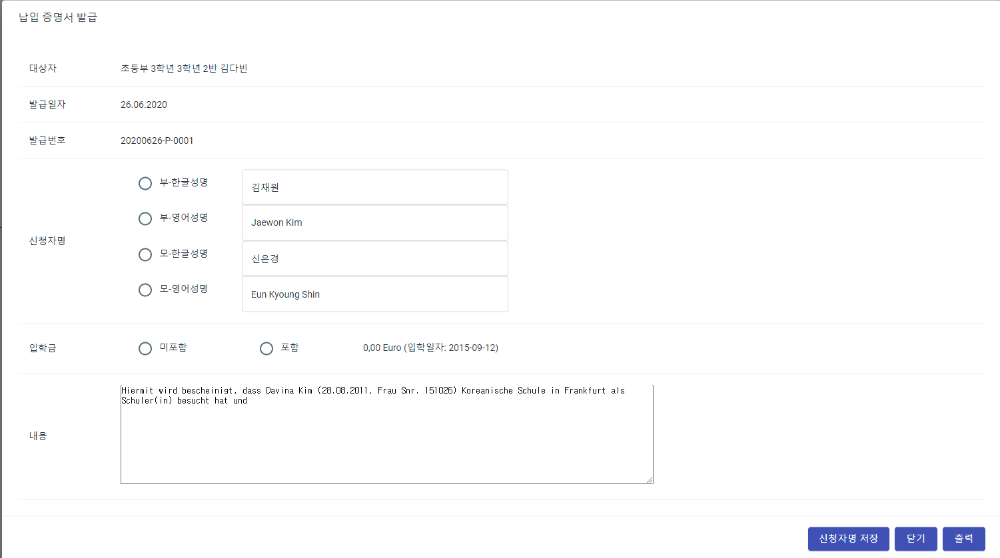 납입 증명서 발급
대상자 초등부 3학년 3학년 2반 김다빈
발급일자 26.06.2020
발급번호 20200626-P-0001
신청자명
부-한글성명 김재원
부-영어성명 Jaewon Kim
모-한글성명 신은경
모-영어성명 Eun Kyoung Shin
입학금 미포함 포함 0,00 Euro (입학일자: 2015-09-12)
내용
Hiermit wird bescheinigt, dass Davina Kim (28.08.2011, Frau Snr. 151026) Koreanische Schule in Frankfurt als
Schuler(in) besucht hat und
신청자명 저장 닫기 출력